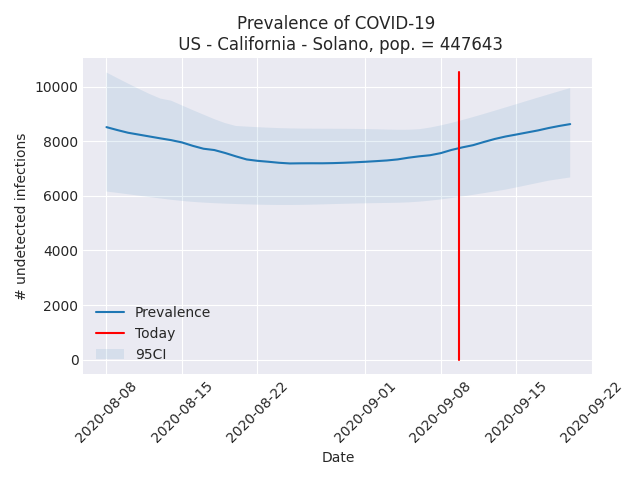 Prevalence of COVID-19
US - California - Solano, pop. = 447643
# undetected infections
10000
8000
6000
4000
2000
0
Prevalence
Today
95CI
2020-08-08
2020-08-15
2020-08-22
2020-09-01
2020-09-08
2020-09-15
2020-09-22
Date